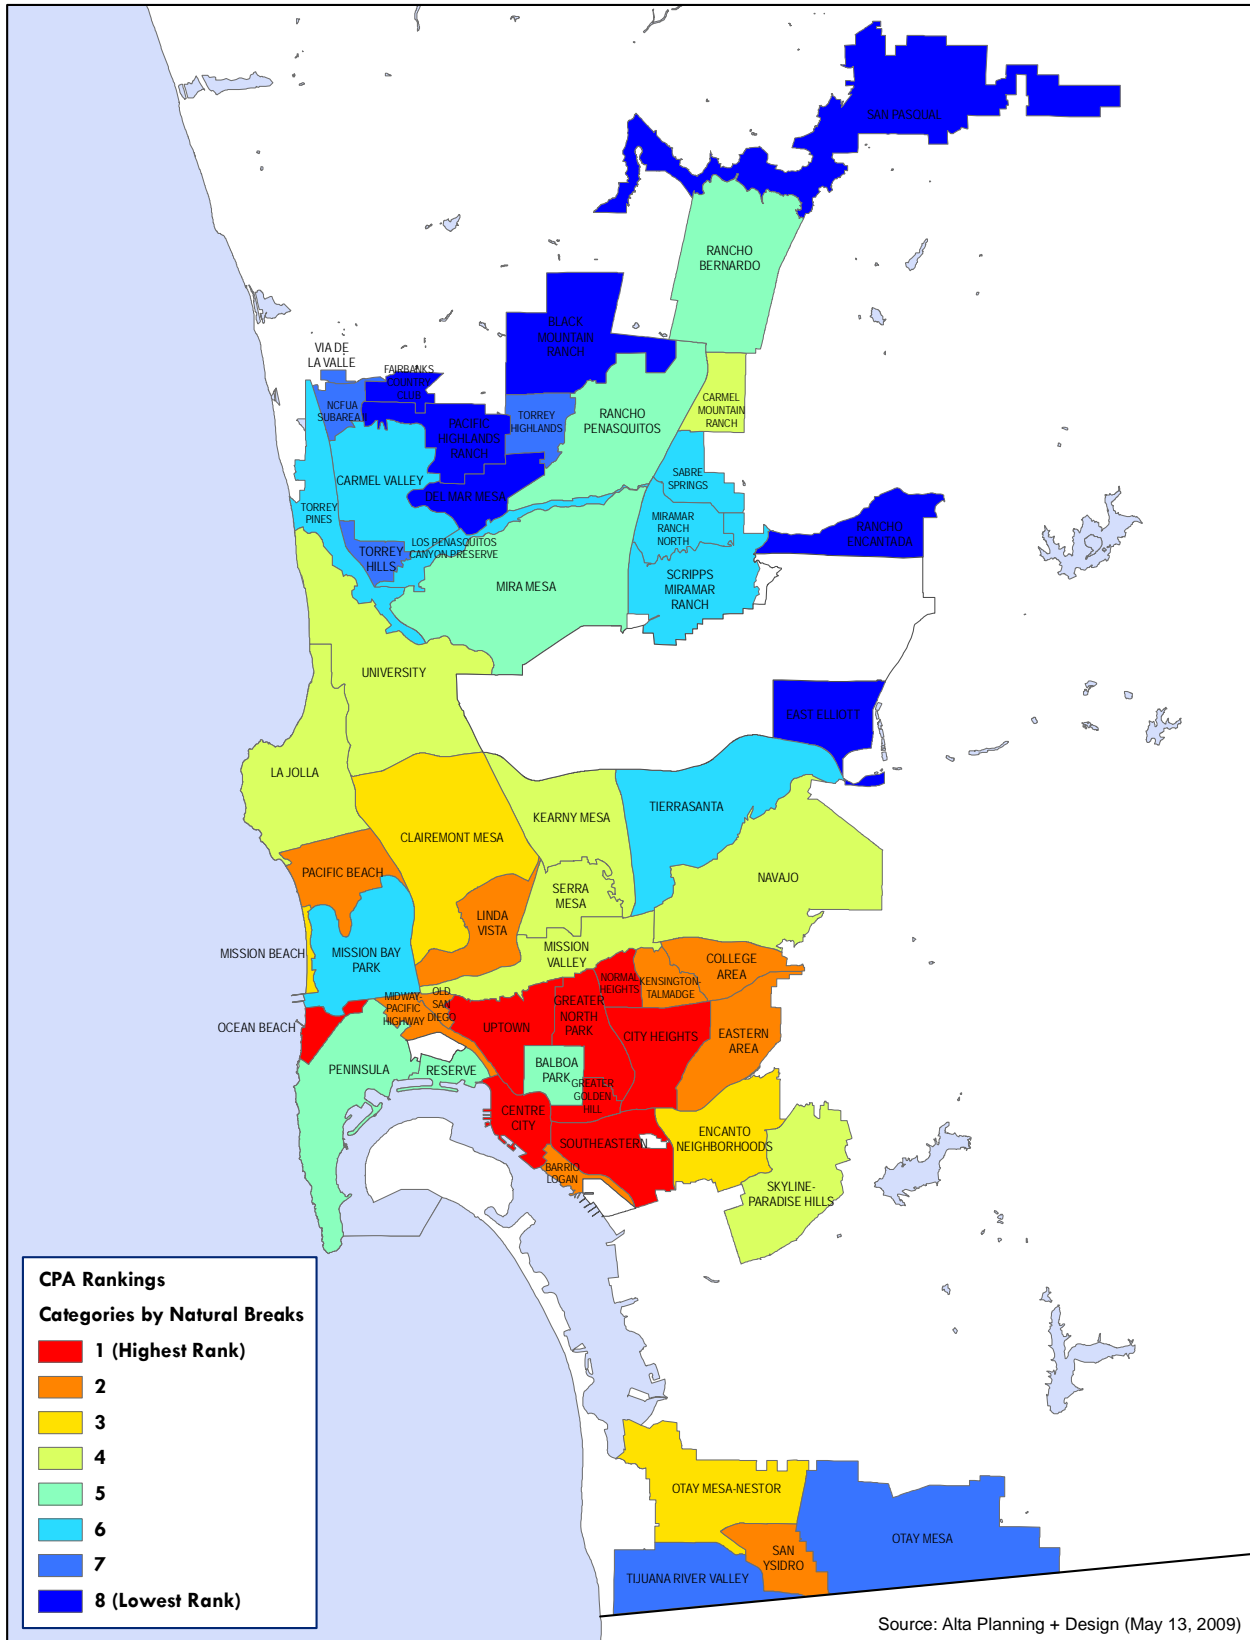 SAN PASQUAL
RANCHO
BERNARDO
BLACK
MOUNTAIN
RANCH
VIA DE
LA VALLE
FAIRBANKS
COUNTRY
CLUB
NCFUA
SUBAREA II
PACIFIC
HIGHLANDS
RANCH
TORREY
HIGHLANDS
RANCHO
PENASQUITOS
CARMEL
MOUNTAIN
RANCH
CARMEL VALLEY
DEL MAR MESA
SABRE
SPRINGS
TORREY
PINES
MIRAMAR
RANCH
NORTH
RANCHO
ENCANTADA
TORREY
HILLS
LOS PENASQUITOS
CANYON PRESERVE
MIRA MESA
SCRIPPS
MIRAMAR
RANCH
UNIVERSITY
EAST ELLIOTT
LA JOLLA
CLAIREMONT MESA
KEARNY MESA
TIERRASANTA
PACIFIC BEACH
NAVAJO
SERRA
MESA
LINDA
VISTA
MISSION BEACH
MISSION BAY
PARK
MISSION
VALLEY
COLLEGE
AREA
NORMAL
HEIGHTS
KENSINGTON-
TALMADGE
MIDWAY-
PACIFIC
HIGHWAY
OLD
SAN
DIEGO
OCEAN BEACH
UPTOWN
GREATER
NORTH
PARK
CITY HEIGHTS
EASTERN
AREA
PENINSULA
RESERVE
BALBOA
PARK
GREATER
GOLDEN
HILL
CENTRE
CITY
SOUTHEASTERN
ENCANTO
NEIGHBORHOODS
BARRIO
LOGAN
SKYLINE-
PARADISE HILLS
CPA Rankings
Categories by Natural Breaks
1 (Highest Rank)
2
3
4
5
6
7
8 (Lowest Rank)
OTAY MESA-NESTOR
OTAY MESA
SAN
YSIDRO
TIJUANA RIVER VALLEY
Source: Alta Planning + Design (May 13, 2009)